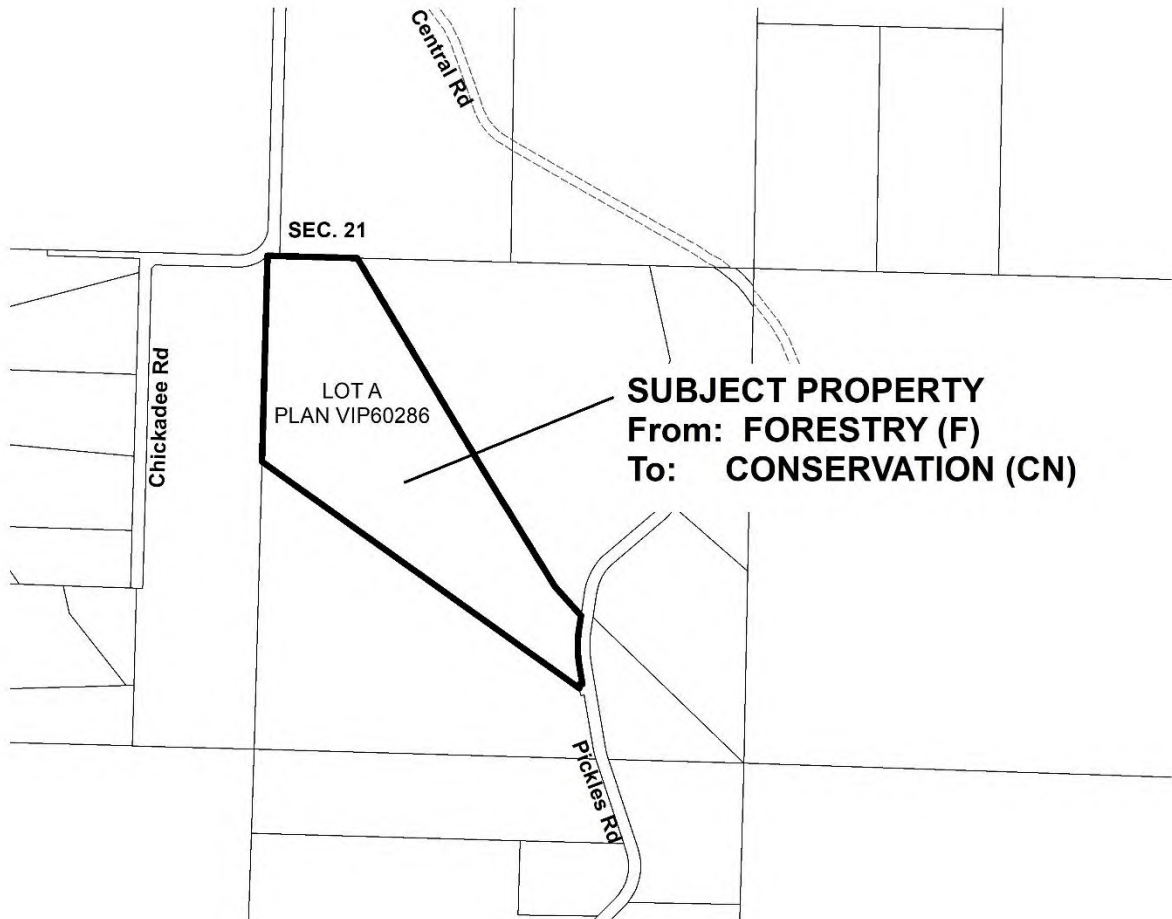 Central Rd
SEC. 21
Chickadee Rd
LOT A
PLAN VIP60286
SUBJECT PROPERTY
From: FORESTRY (F)
To: CONSERVATION (CN)
Pickles Rd